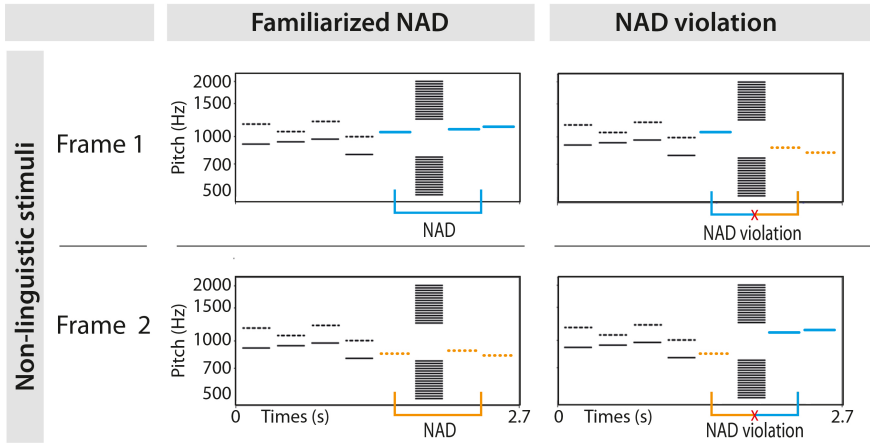 Familiarized NAD
NAD violation
Non-linguistic stimuli
Frame 1
Pitch (Hz)
2000
1500
1000
700
500
NAD
NAD violation
X
Frame 2
Pitch (Hz)
2000
1500
1000
700
500
0
Times (s)
2.7
NAD
0
Times (s)
2.7
X
NAD violation